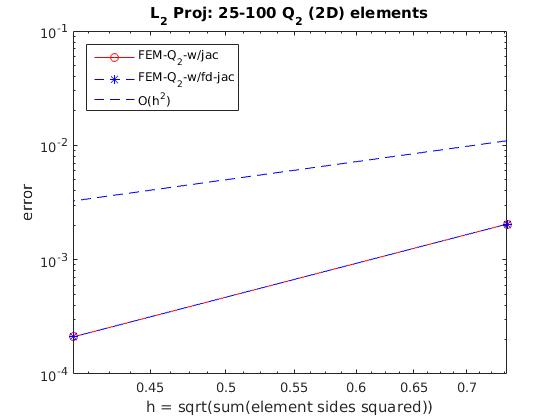 L₂ Proj: 25-100 Q₂ (2D) elements
10⁻¹
FEM-Q₂-w/jac
FEM-Q₂-w/fd-jac
O(h²)
10⁻²
error
10⁻³
10⁻⁴
0.45 0.5 0.55 0.6 0.65 0.7
h = sqrt(sum(element sides squared))